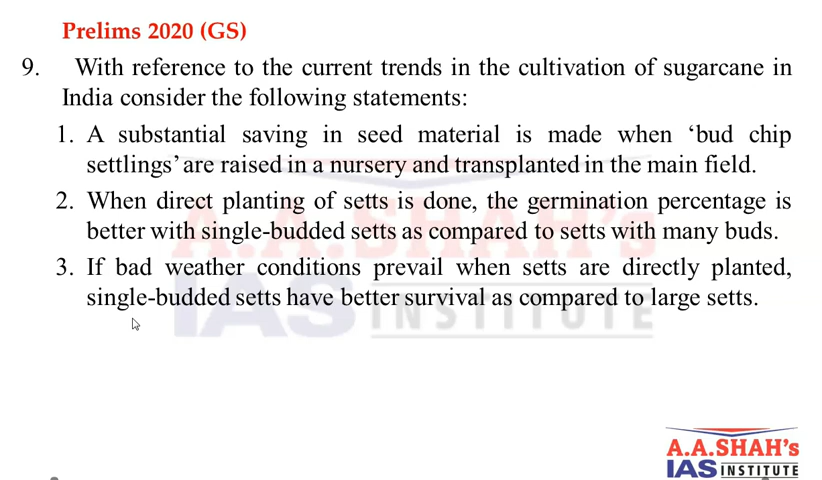 Prelims 2020 (GS)
9. With reference to the current trends in the cultivation of sugarcane in
India consider the following statements:
1. A substantial saving in seed material is made when ‘bud chip
settlings’ are raised in a nursery and transplanted in the main field.
2. When direct planting of setts is done, the germination percentage is
better with single-budded setts as compared to setts with many buds.
3. If bad weather conditions prevail when setts are directly planted,
single-budded setts have better survival as compared to large setts.
A.A.SHAH's
IAS INSTITUTE
A.A.SHAH's
IAS INSTITUTE